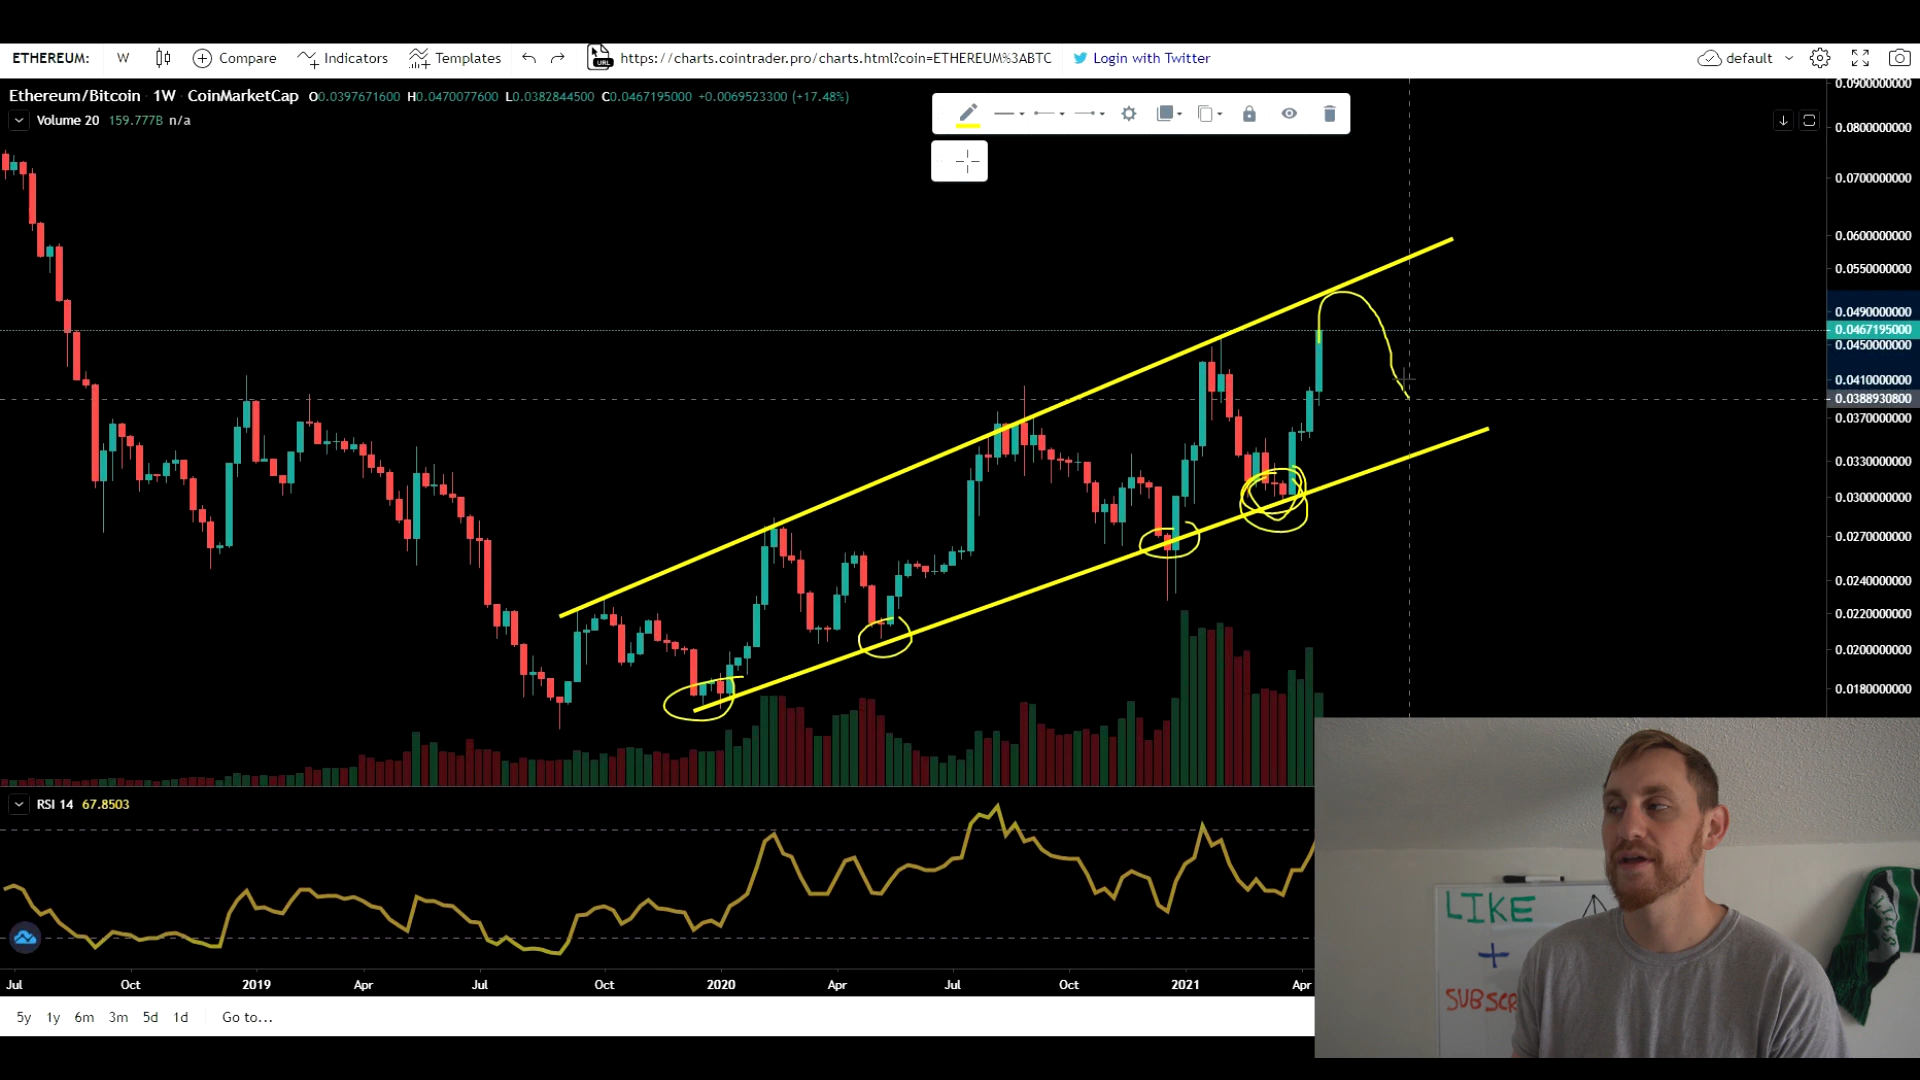 ETHEREUM: W Compare Indicators Templates https://charts.cointrader.pro/charts.html?coin=ETHEREUM%3ABTC Login with Twitter default
Ethereum/Bitcoin 1W CoinMarketCap O0.0397671600 H0.0470077600 L0.0382844500 C0.0467195000 +0.0069523300 (+17.48%)
Volume 20 159.777B n/a
0.0900000000
0.0800000000
0.0700000000
0.0600000000
0.0550000000
0.0490000000
0.0467195000
0.0450000000
0.0410000000
0.0388930800
0.0370000000
0.0330000000
0.0300000000
0.0270000000
0.0240000000
0.0220000000
0.0200000000
0.0180000000
RSI 14 67.8503
Jul Oct 2019 Apr Jul Oct 2020 Apr Jul Oct 2021 Apr
5y 1y 6m 3m 5d 1d Go to...
URL
LIKE
+
SUBSCR